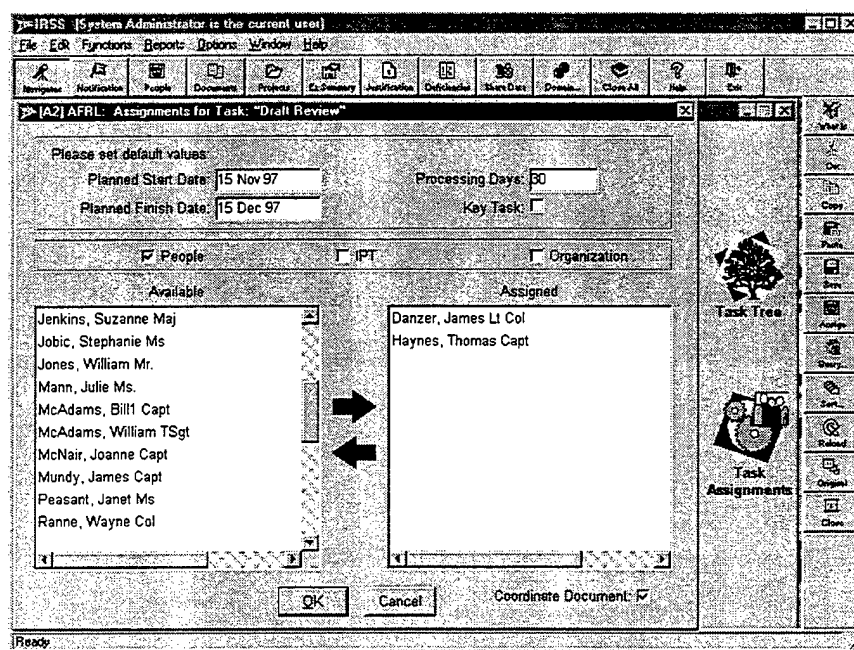 IRSS (System Administrator is the current user)
File Edit Functions Reports Options Window Help
Navigator Notification People Documents Projects Ex Summary Justification Deficiencies Share Data Domain... Close All Help Exit
[A2] AFRL: Assignments for Task: "Draft Review"
Please set default values:
Planned Start Date: 15 Nov 97 Processing Days: 30
Planned Finish Date: 15 Dec 97 Key Task:
People IPT Organization
Available Assigned
Jenkins, Suzanne Maj Danzer, James Lt Col
Jobic, Stephanie Ms Haynes, Thomas Capt
Jones, William Mr.
Mann, Julie Ms.
McAdams, Bill1 Capt
McAdams, William TSgt
McNair, Joanne Capt
Mundy, James Capt
Peasant, Janet Ms
Ranne, Wayne Col
OK Cancel Coordinate Document:
Task Tree
Task
Assignments
What Is
Copy
Paste
Save
Assign
Query...
Sort...
Reload
Original
Close
Ready